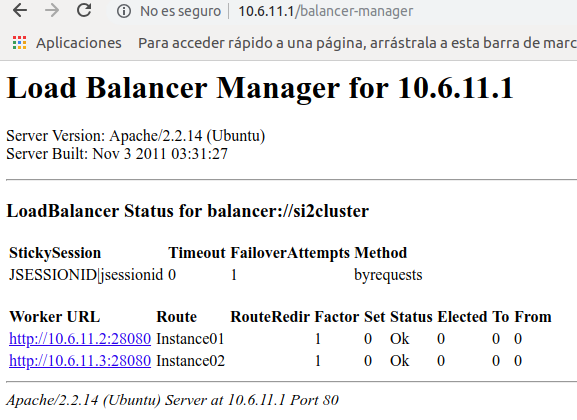 No es seguro | 10.6.11.1/balancer-manager
Aplicaciones Para acceder rápido a una página, arrástrala a esta barra de marc
Load Balancer Manager for 10.6.11.1
Server Version: Apache/2.2.14 (Ubuntu)
Server Built: Nov 3 2011 03:31:27
LoadBalancer Status for balancer://si2cluster
StickySession Timeout FailoverAttempts Method
JSESSIONID|jsessionid 0 1 byrequests
Worker URL Route RouteRedir Factor Set Status Elected To From
http://10.6.11.2:28080 Instance01 1 0 Ok 0 0 0
http://10.6.11.3:28080 Instance02 1 0 Ok 0 0 0
Apache/2.2.14 (Ubuntu) Server at 10.6.11.1 Port 80